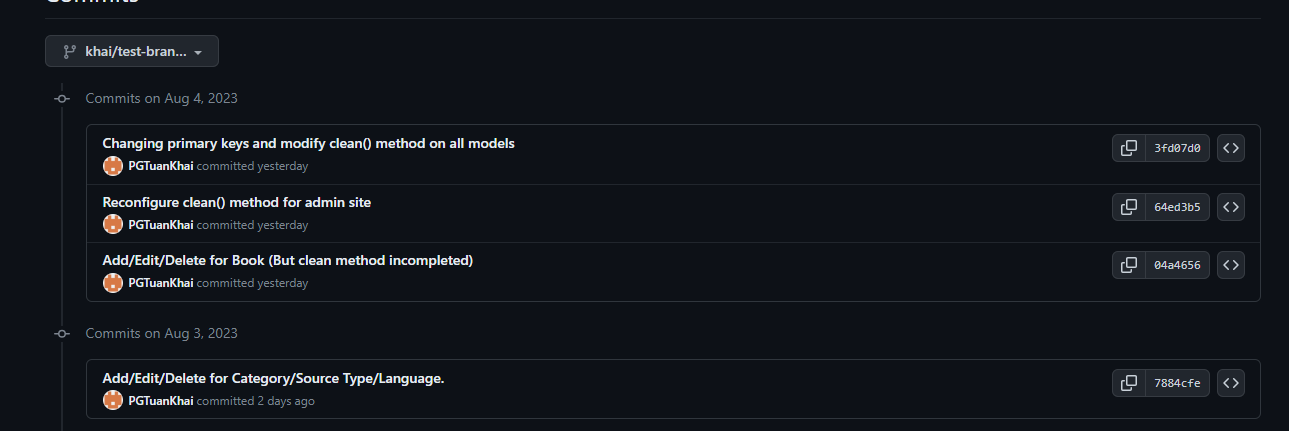 Commits
khai/test-bran...
Commits on Aug 4, 2023
Changing primary keys and modify clean() method on all models
3fd07d0
PGTuanKhai committed yesterday
Reconfigure clean() method for admin site
64ed3b5
PGTuanKhai committed yesterday
Add/Edit/Delete for Book (But clean method incompleted)
04a4656
PGTuanKhai committed yesterday
Commits on Aug 3, 2023
Add/Edit/Delete for Category/Source Type/Language.
7884cfe
PGTuanKhai committed 2 days ago